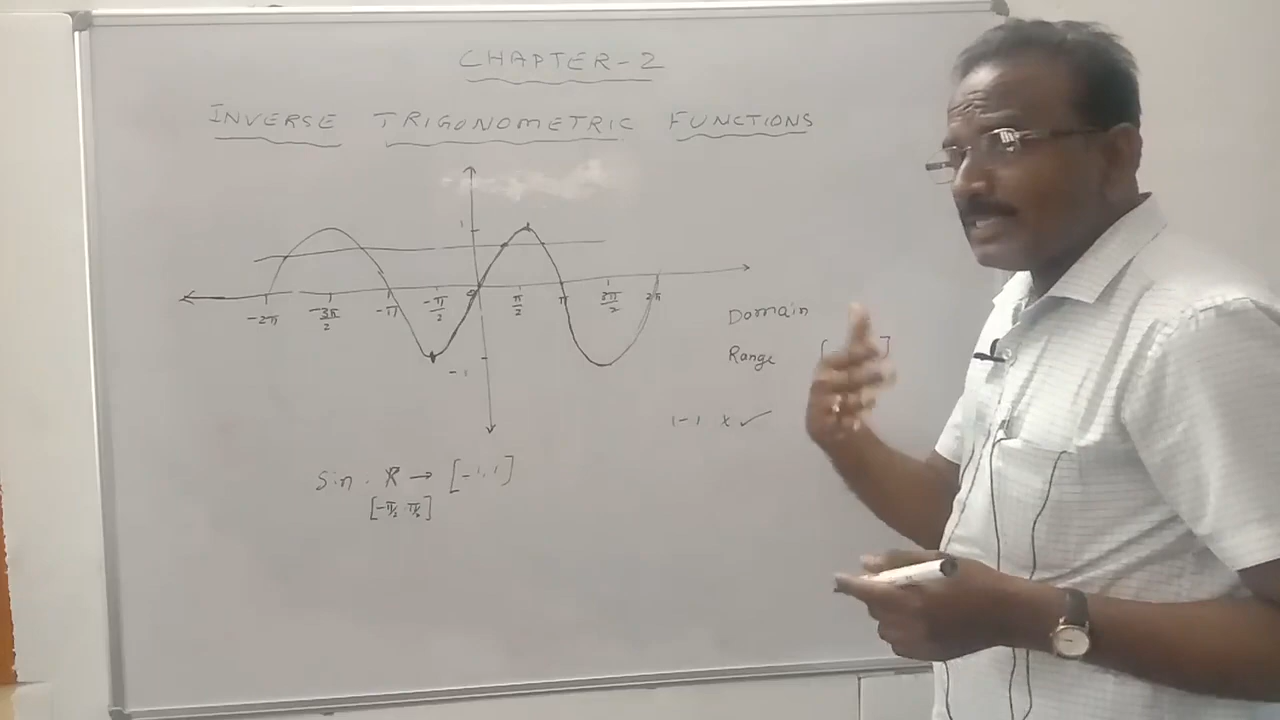 CHAPTER-2
INVERSE TRIGONOMETRIC FUNCTIONS
1
-2π -3π/2 -π -π/2 0 π/2 π 3π/2 2π
-1
Domain
Range [ ]
1-1 × ✓
Sin. R → [-1,1]
[-π/2 π/2]